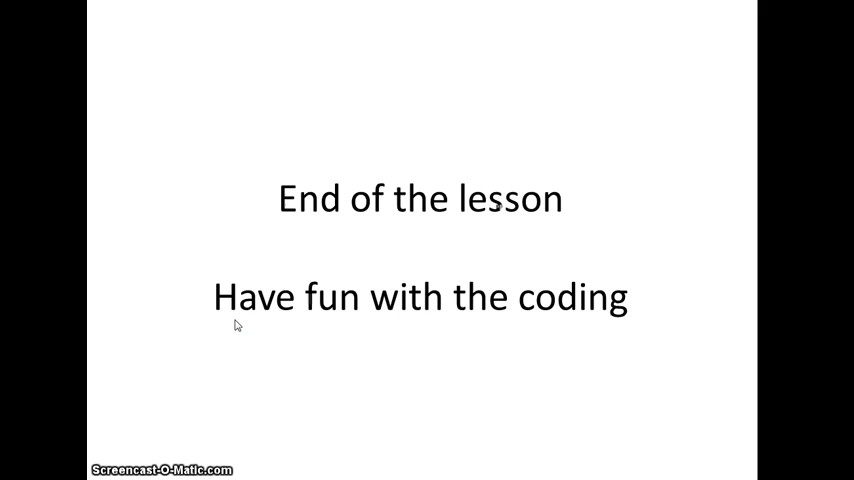 End of the lesson
Have fun with the coding
Screencast-O-Matic.com